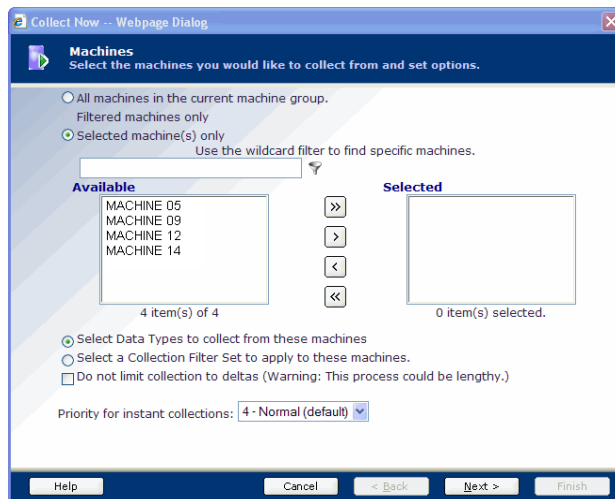 Collect Now -- Webpage Dialog
Machines
Select the machines you would like to collect from and set options.
All machines in the current machine group.
Filtered machines only
Selected machine(s) only
Use the wildcard filter to find specific machines.
Available
Selected
MACHINE 05
MACHINE 09
MACHINE 12
MACHINE 14
>>
>
<
<<
4 item(s) of 4
0 item(s) selected.
Select Data Types to collect from these machines
Select a Collection Filter Set to apply to these machines.
Do not limit collection to deltas (Warning: This process could be lengthy.)
Priority for instant collections: 4 - Normal (default)
Help
Cancel
< Back
Next >
Finish